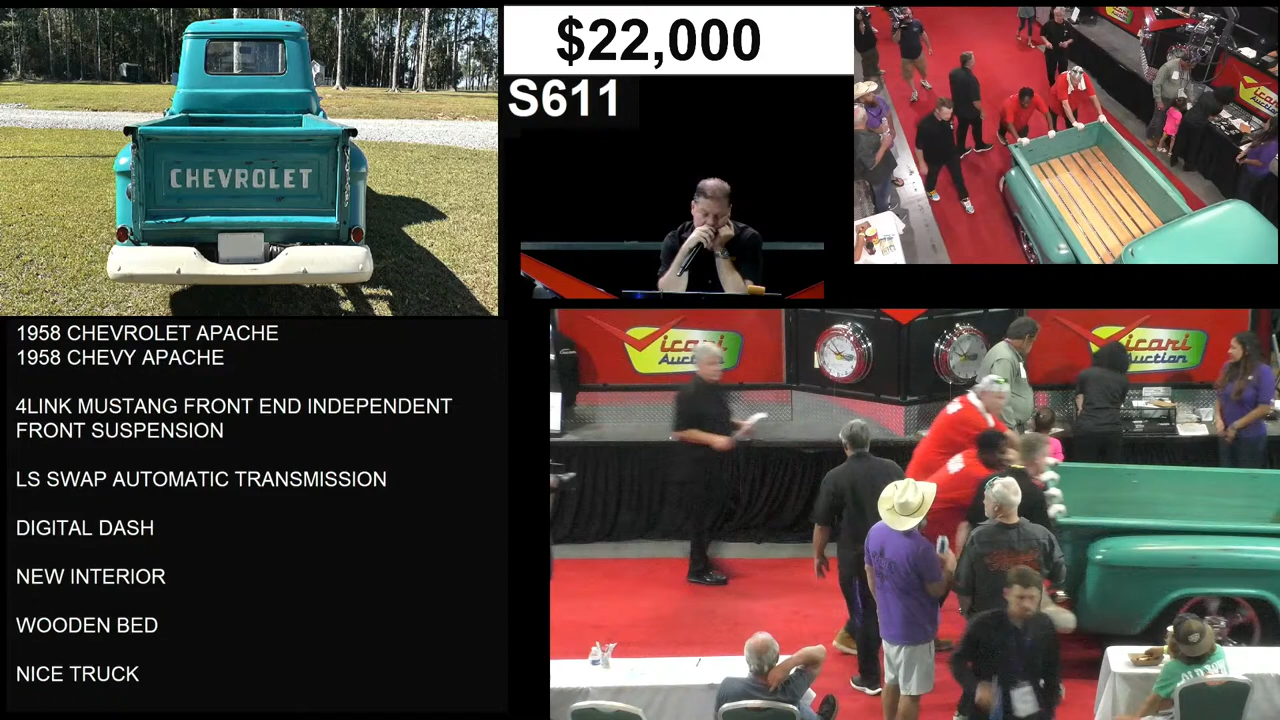 $22,000
S611
CHEVROLET
1958 CHEVROLET APACHE
1958 CHEVY APACHE
4LINK MUSTANG FRONT END INDEPENDENT
FRONT SUSPENSION
LS SWAP AUTOMATIC TRANSMISSION
DIGITAL DASH
NEW INTERIOR
WOODEN BED
NICE TRUCK
Vicari
Auction
Vicari
Auction